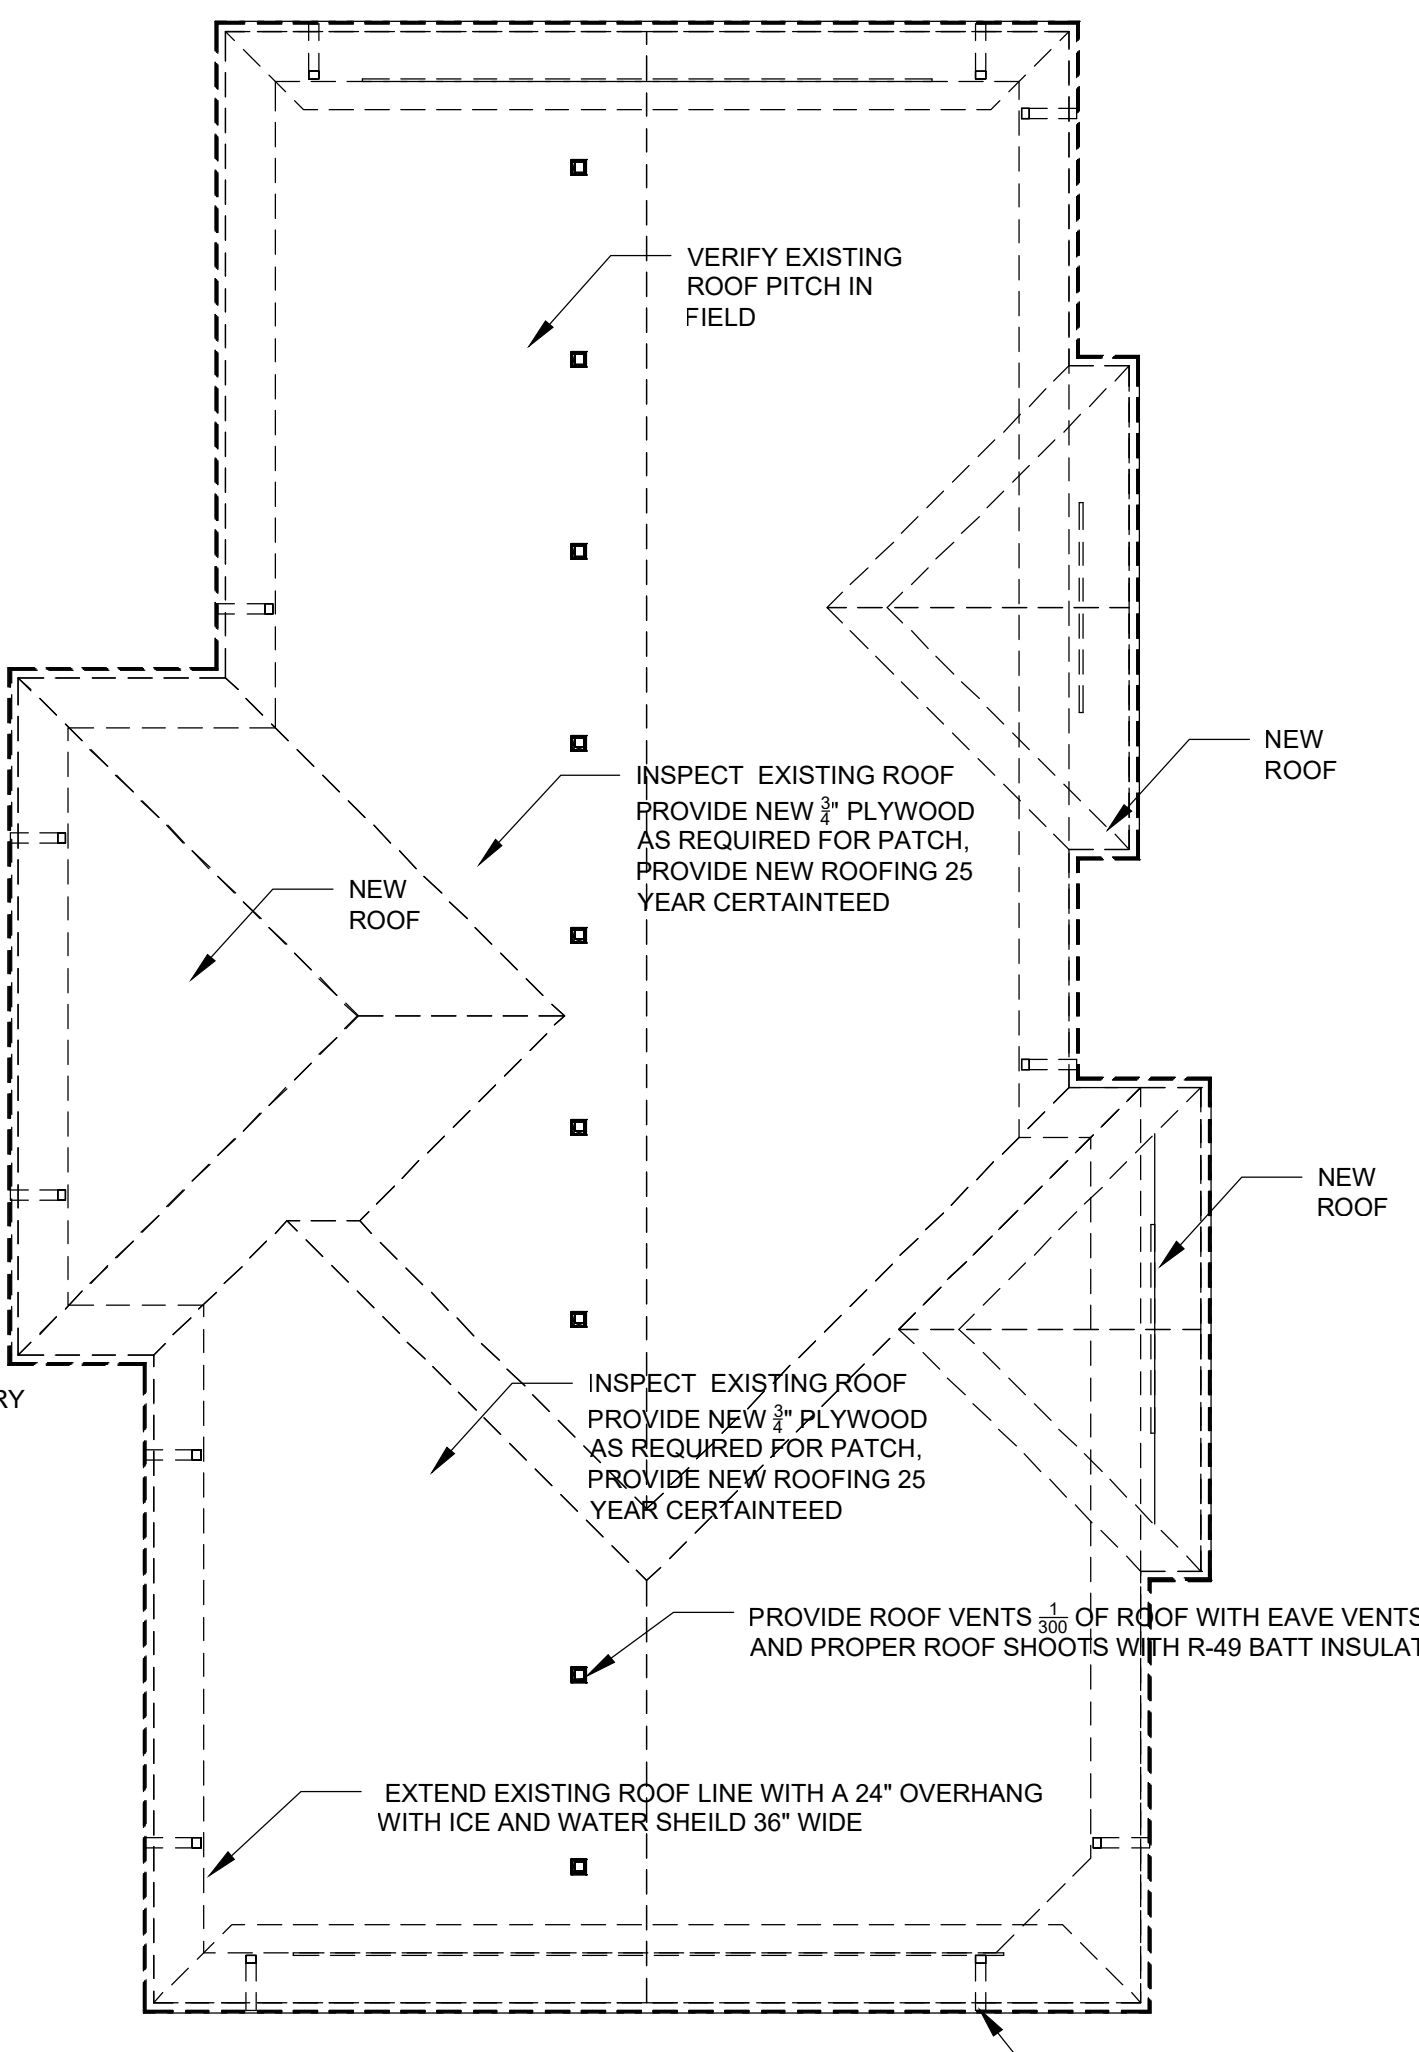 VERIFY EXISTING
ROOF PITCH IN
FIELD
NEW
ROOF
INSPECT EXISTING ROOF
PROVIDE NEW 3/4" PLYWOOD
AS REQUIRED FOR PATCH,
PROVIDE NEW ROOFING 25
YEAR CERTAINTEED
NEW
ROOF
NEW
ROOF
RY
INSPECT EXISTING ROOF
PROVIDE NEW 3/4" PLYWOOD
AS REQUIRED FOR PATCH,
PROVIDE NEW ROOFING 25
YEAR CERTAINTEED
PROVIDE ROOF VENTS 1/300 OF ROOF WITH EAVE VENTS
AND PROPER ROOF SHOOTS WITH R-49 BATT INSULAT
EXTEND EXISTING ROOF LINE WITH A 24" OVERHANG
WITH ICE AND WATER SHEILD 36" WIDE